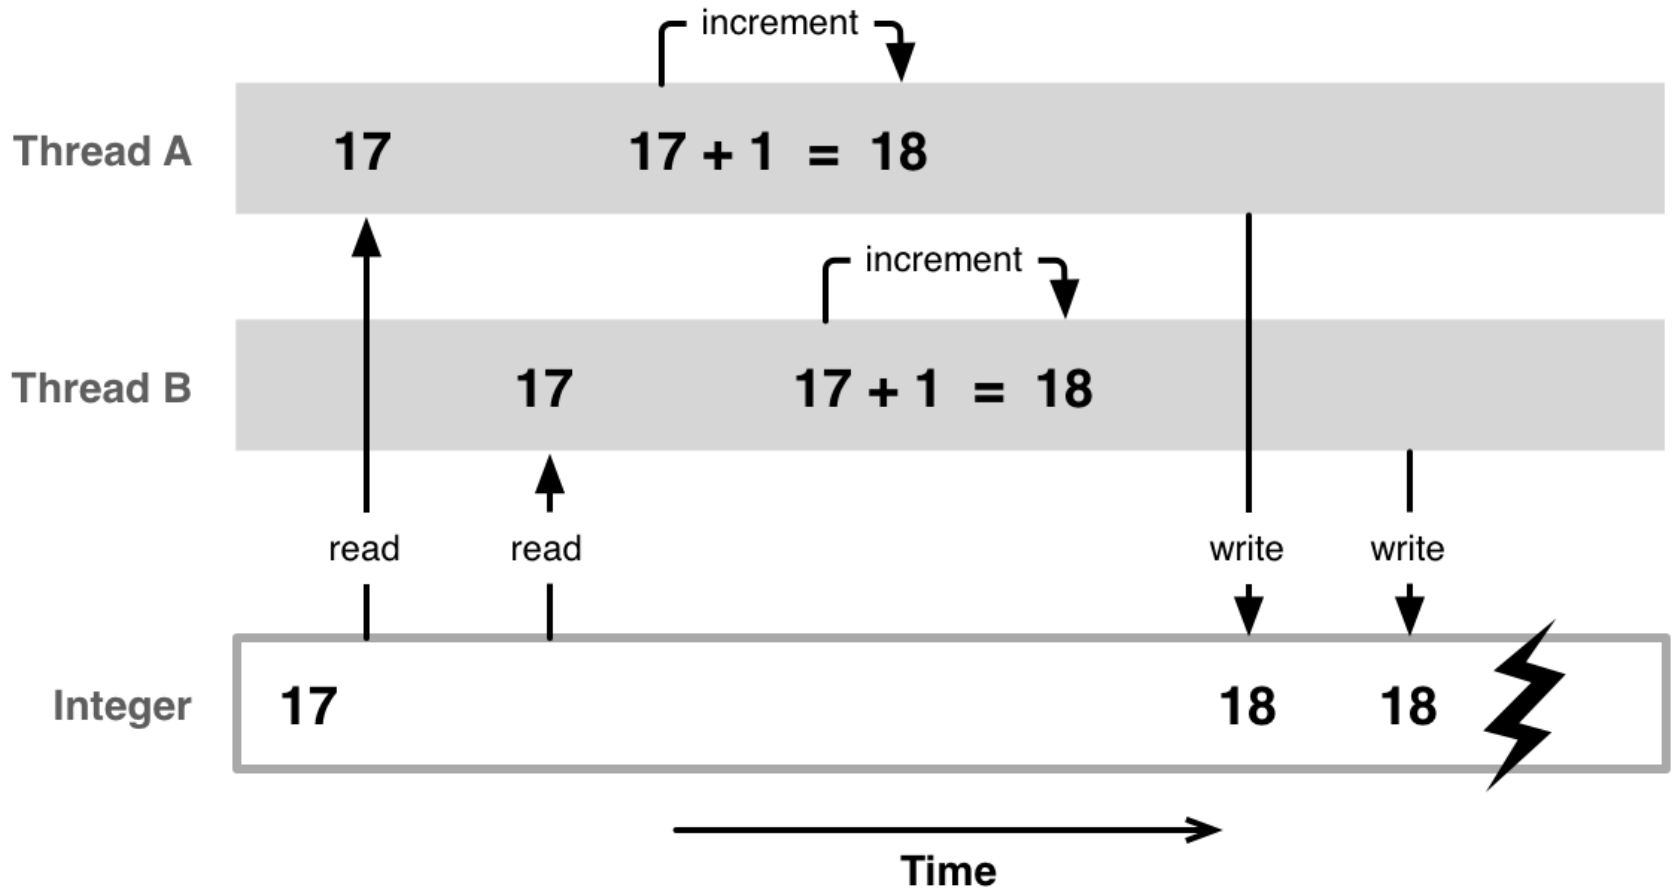 increment
Thread A 17 17 + 1 = 18
increment
Thread B 17 17 + 1 = 18
read read write write
Integer 17 18 18
Time